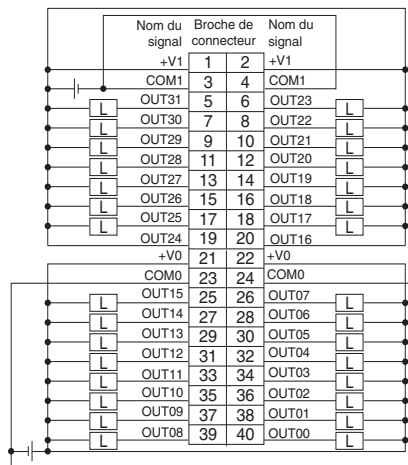 Nom du signal Broche de connecteur Nom du signal
+V1 1 2 +V1
COM1 3 4 COM1
L OUT31 5 6 OUT23 L
L OUT30 7 8 OUT22 L
L OUT29 9 10 OUT21 L
L OUT28 11 12 OUT20 L
L OUT27 13 14 OUT19 L
L OUT26 15 16 OUT18 L
L OUT25 17 18 OUT17 L
OUT24 19 20 OUT16
+V0 21 22 +V0
COM0 23 24 COM0
L OUT15 25 26 OUT07 L
L OUT14 27 28 OUT06 L
L OUT13 29 30 OUT05 L
L OUT12 31 32 OUT04 L
L OUT11 33 34 OUT03 L
L OUT10 35 36 OUT02 L
L OUT09 37 38 OUT01 L
L OUT08 39 40 OUT00 L